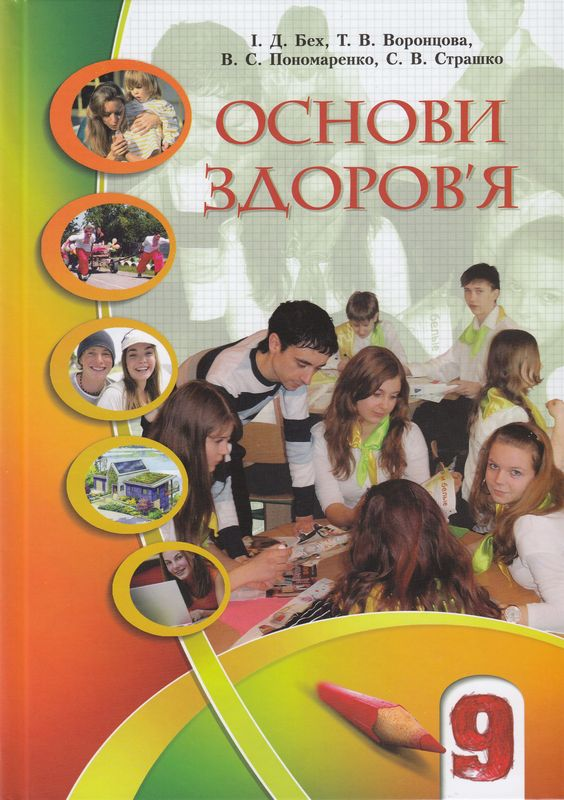 І. Д. Бех, Т. В. Воронцова,
В. С. Пономаренко, С. В. Страшко
ОСНОВИ
ЗДОРОВ'Я
9